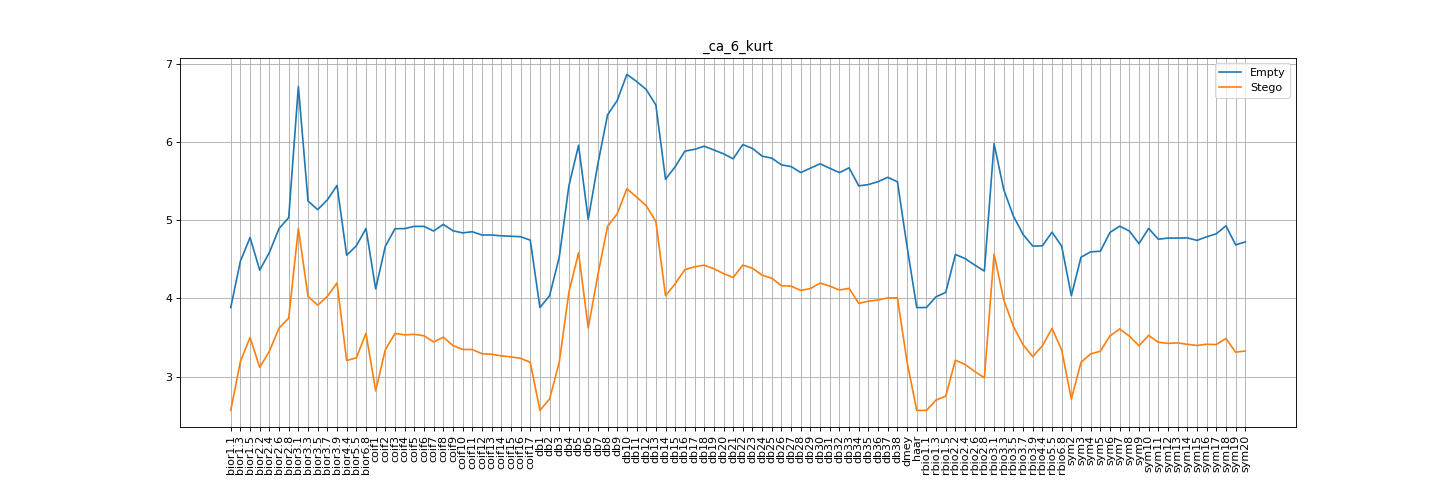 _ca_6_kurt
7
6
5
4
3
Empty
Stego
bior1.1
bior1.3
bior1.5
bior2.2
bior2.4
bior2.6
bior2.8
bior3.1
bior3.3
bior3.5
bior3.7
bior3.9
bior4.4
bior5.5
bior6.8
coif1
coif2
coif3
coif4
coif5
coif6
coif7
coif8
coif9
coif10
coif11
coif12
coif13
coif14
coif15
coif16
coif17
db1
db2
db3
db4
db5
db6
db7
db8
db9
db10
db11
db12
db13
db14
db15
db16
db17
db18
db19
db20
db21
db22
db23
db24
db25
db26
db27
db28
db29
db30
db31
db32
db33
db34
db35
db36
db37
db38
dmey
haar
rbio1.1
rbio1.3
rbio1.5
rbio2.2
rbio2.4
rbio2.6
rbio2.8
rbio3.1
rbio3.3
rbio3.5
rbio3.7
rbio3.9
rbio4.4
rbio5.5
rbio6.8
sym2
sym3
sym4
sym5
sym6
sym7
sym8
sym9
sym10
sym11
sym12
sym13
sym14
sym15
sym16
sym17
sym18
sym19
sym20